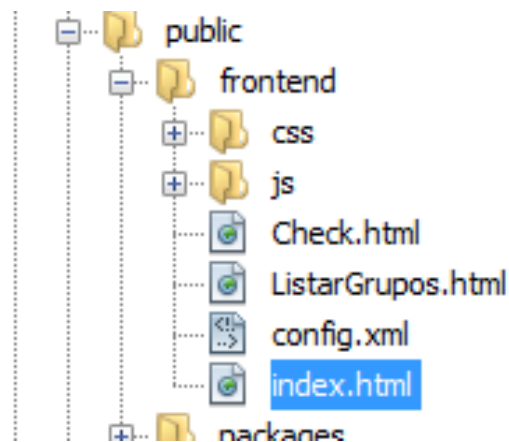 public
frontend
css
js
Check.html
ListarGrupos.html
config.xml
index.html
packages